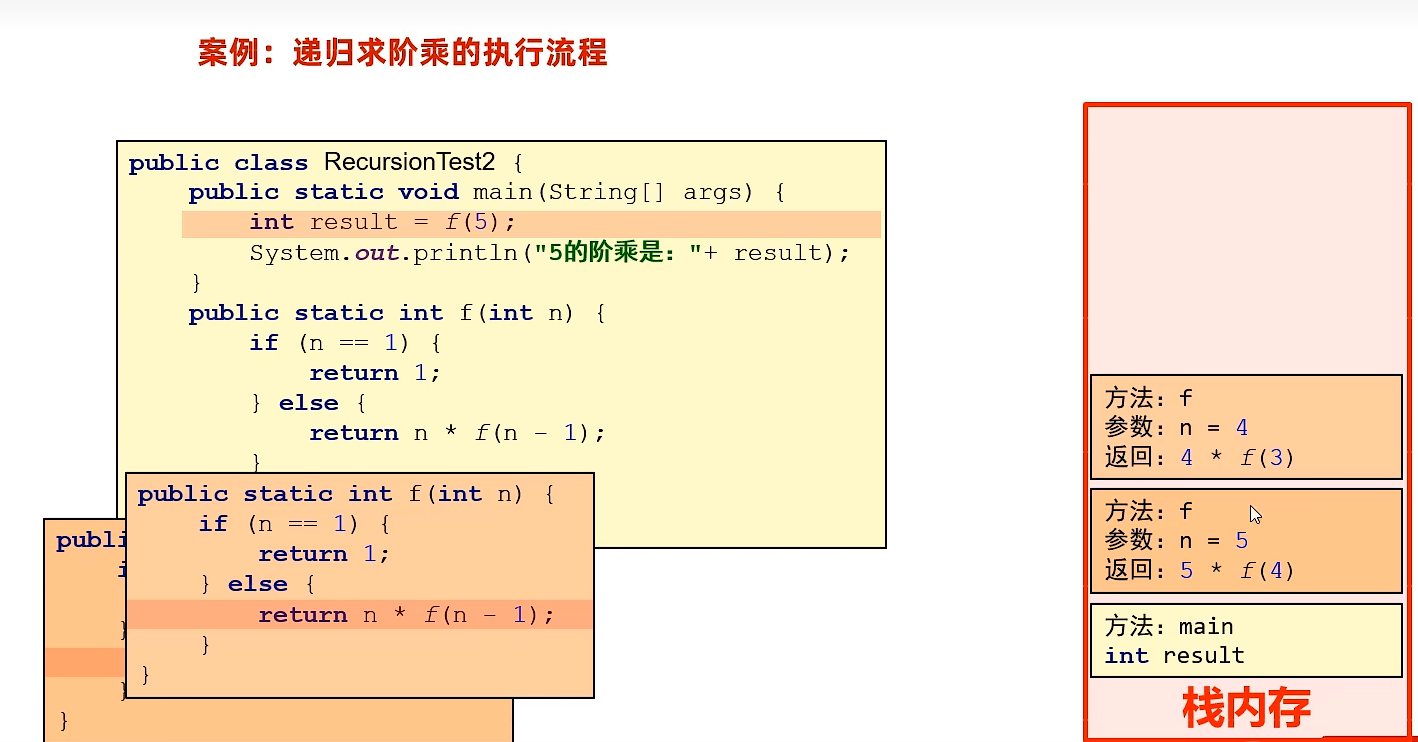 案例：递归求阶乘的执行流程
public class RecursionTest2 {
public static void main(String[] args) {
int result = f(5);
System.out.println("5的阶乘是："+ result);
}
public static int f(int n) {
if (n == 1) {
return 1;
} else {
return n * f(n - 1);
}
public static int f(int n) {
if (n == 1) {
return 1;
} else {
return n * f(n - 1);
}
}
publi
i
}
}
}
方法：f
参数：n = 4
返回：4 * f(3)
方法：f
参数：n = 5
返回：5 * f(4)
方法：main
int result
栈内存